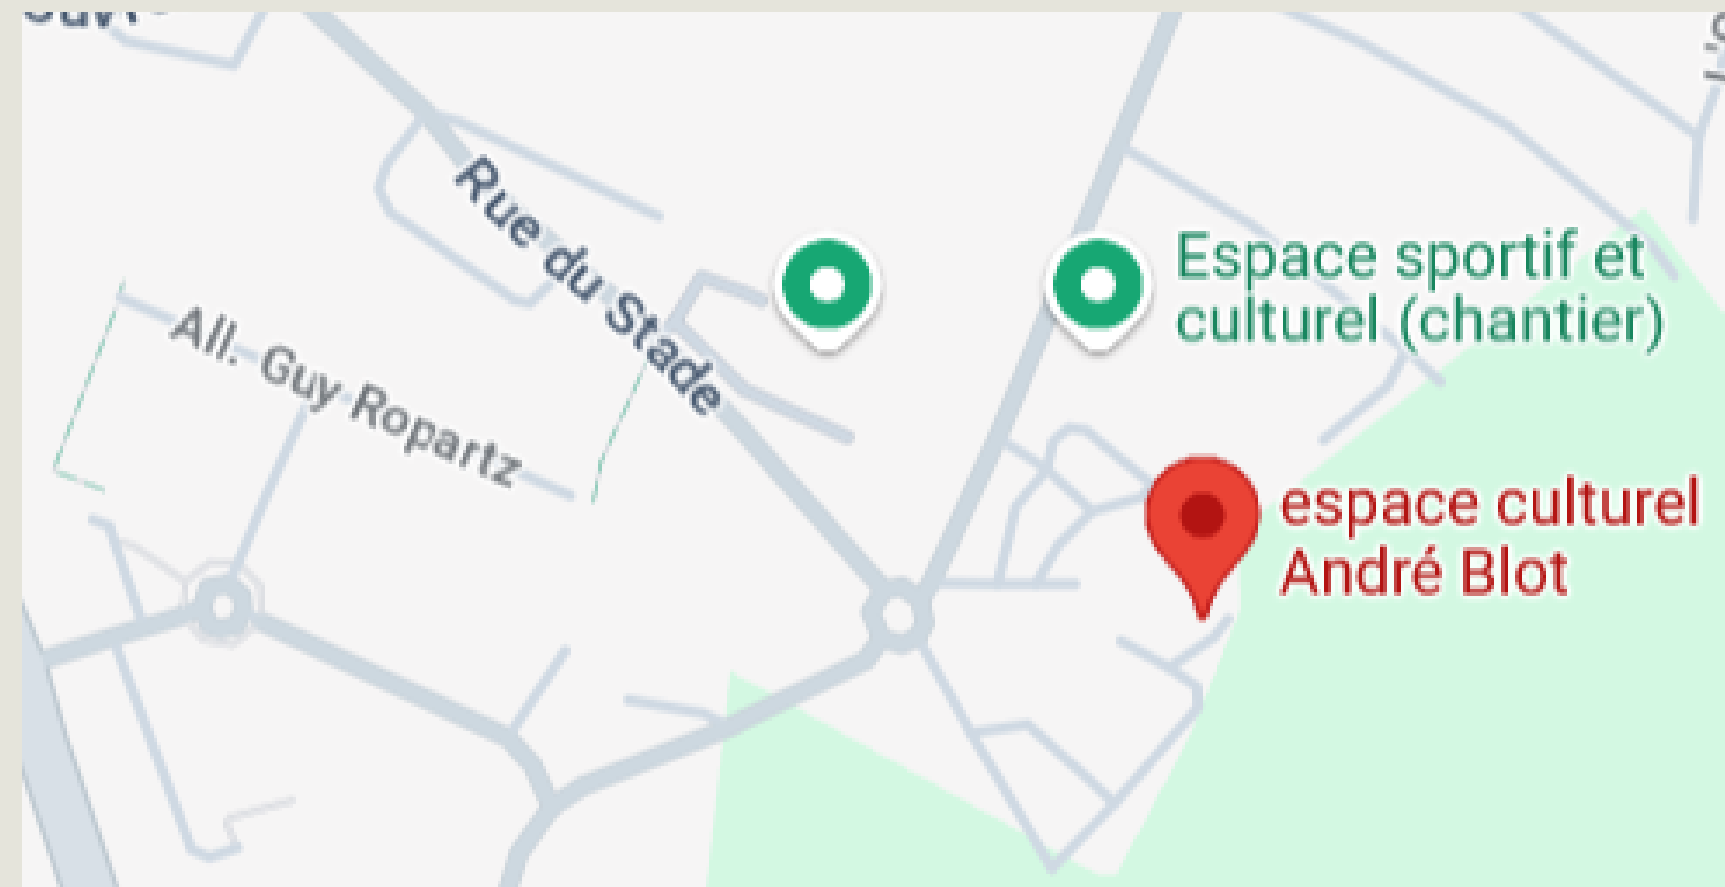 Rue du Stade
All. Guy Ropartz
Espace sportif et
culturel (chantier)
espace culturel
André Blot